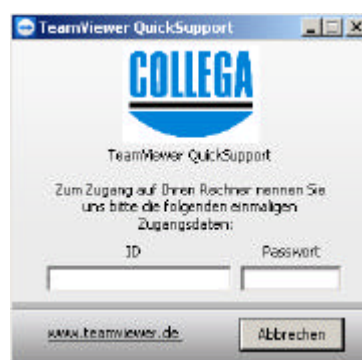 TeamViewer QuickSupport
COLLEGA
TeamViewer QuickSupport
Zum Zugang auf Ihren Rechner nennen Sie
uns bitte die folgenden einmaligen
Zugangsdaten:
ID Passwort
www.teamviewer.de Abbrechen